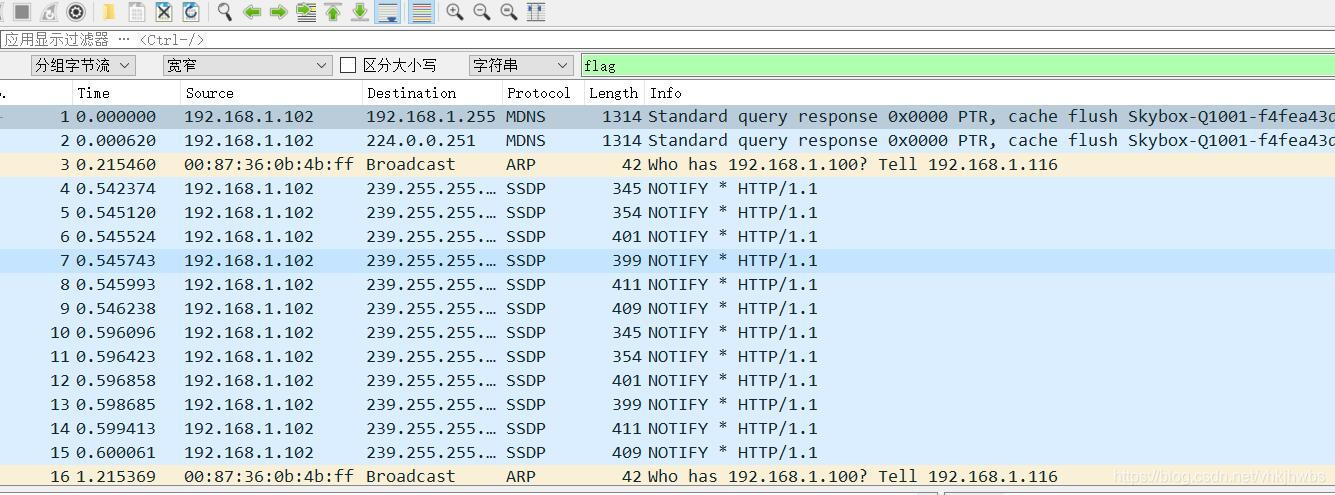 应用显示过滤器 … <Ctrl-/>
分组字节流 宽窄 区分大小写 字符串 flag
. Time Source Destination Protocol Length Info
1 0.000000 192.168.1.102 192.168.1.255 MDNS 1314 Standard query response 0x0000 PTR, cache flush Skybox-Q1001-f4fea43d
2 0.000620 192.168.1.102 224.0.0.251 MDNS 1314 Standard query response 0x0000 PTR, cache flush Skybox-Q1001-f4fea43d
3 0.215460 00:87:36:0b:4b:ff Broadcast ARP 42 Who has 192.168.1.100? Tell 192.168.1.116
4 0.542374 192.168.1.102 239.255.255.… SSDP 345 NOTIFY * HTTP/1.1
5 0.545120 192.168.1.102 239.255.255.… SSDP 354 NOTIFY * HTTP/1.1
6 0.545524 192.168.1.102 239.255.255.… SSDP 401 NOTIFY * HTTP/1.1
7 0.545743 192.168.1.102 239.255.255.… SSDP 399 NOTIFY * HTTP/1.1
8 0.545993 192.168.1.102 239.255.255.… SSDP 411 NOTIFY * HTTP/1.1
9 0.546238 192.168.1.102 239.255.255.… SSDP 409 NOTIFY * HTTP/1.1
10 0.596096 192.168.1.102 239.255.255.… SSDP 345 NOTIFY * HTTP/1.1
11 0.596423 192.168.1.102 239.255.255.… SSDP 354 NOTIFY * HTTP/1.1
12 0.596858 192.168.1.102 239.255.255.… SSDP 401 NOTIFY * HTTP/1.1
13 0.598685 192.168.1.102 239.255.255.… SSDP 399 NOTIFY * HTTP/1.1
14 0.599413 192.168.1.102 239.255.255.… SSDP 411 NOTIFY * HTTP/1.1
15 0.600061 192.168.1.102 239.255.255.… SSDP 409 NOTIFY * HTTP/1.1
16 1.215369 00:87:36:0b:4b:ff Broadcast ARP 42 Who has 192.168.1.100? Tell 192.168.1.116
https://blog.csdn.net/vhkjhwbs